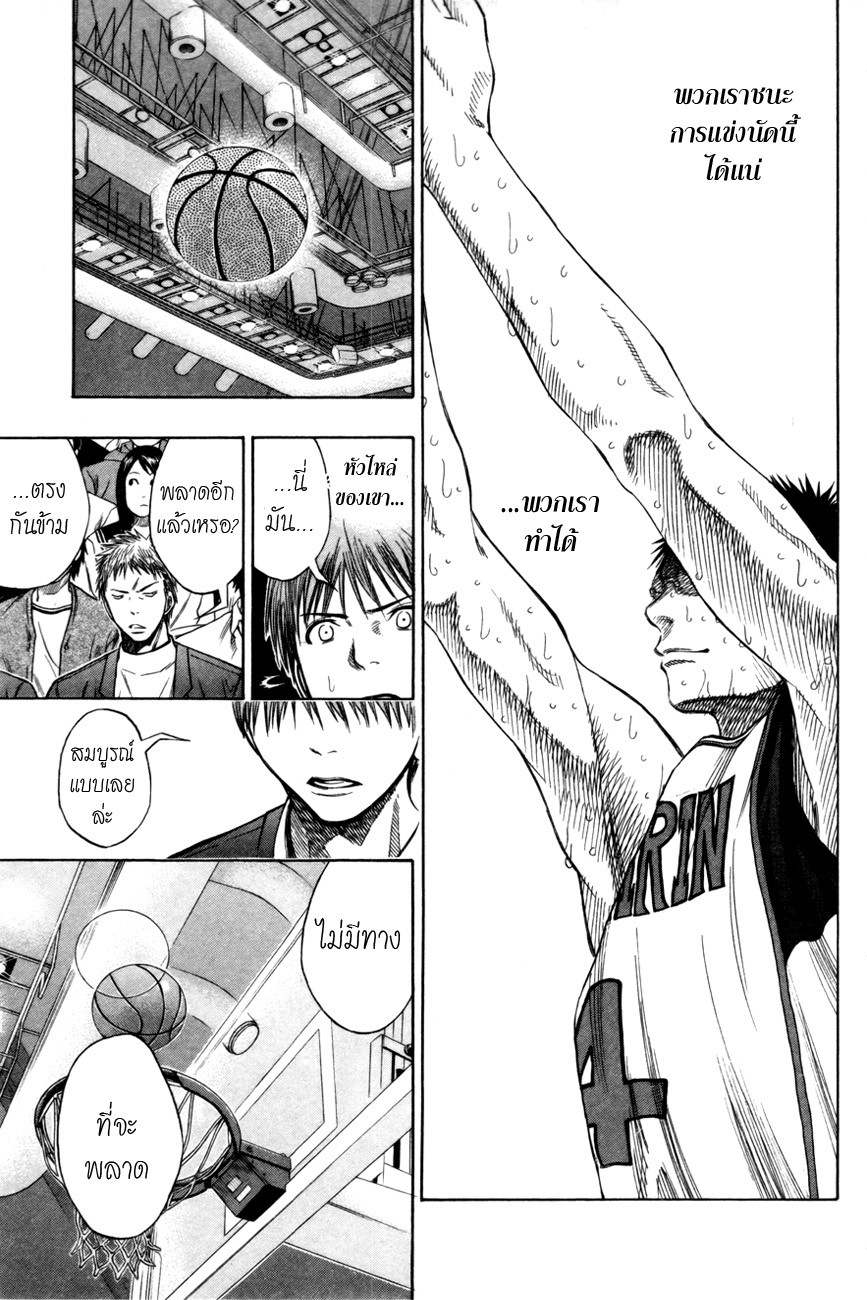 พวกเราชนะ
การแข่งนัดนี้
ได้แน่
...พวกเรา
ทำได้
RIN
4
หัวไหล่
ของเขา...
...นี่
มัน...
พลาดอีก
แล้วเหรอ?
...ตรง
กันข้าม
สมบูรณ์
แบบเลย
ล่ะ
ไม่มีทาง
ที่จะ
พลาด